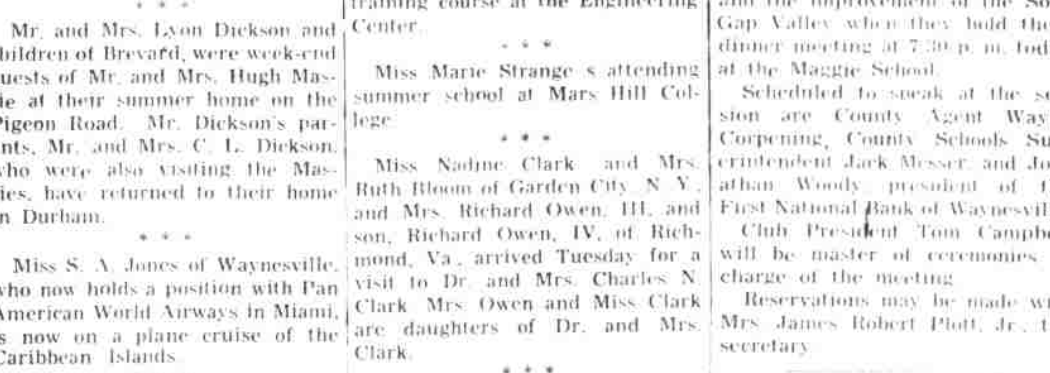 * * *
Mr. and Mrs. Lyon Dickson and
children of Brevard, were week-end
guests of Mr. and Mrs. Hugh Mas-
sie at their summer home on the
Pigeon Road. Mr. Dickson's par-
ents, Mr. and Mrs. C. L. Dickson,
who were also visiting the Mas-
sies, have returned to their home
in Durham.
* * *
Miss S. A. Jones of Waynesville,
who now holds a position with Pan
American World Airways in Miami,
is now on a plane cruise of the
Caribbean Islands.
training course at the Engineering
Center.
* * *
Miss Marie Strange s attending
summer school at Mars Hill Col-
lege.
* * *
Miss Nadine Clark and Mrs.
Ruth Bloom of Garden City, N. Y.,
and Mrs. Richard Owen, III, and
son, Richard Owen, IV, of Rich-
mond, Va., arrived Tuesday for a
visit to Dr. and Mrs. Charles N.
Clark. Mrs. Owen and Miss Clark
are daughters of Dr. and Mrs.
Clark.
* * *
and the improvement of the So
Gap Valley when they hold the
dinner meeting at 7:30 p. m. tod
at the Maggie School.
Scheduled to speak at the se
sion are County Agent Way
Corpening, County Schools Su
erintendent Jack Messer, and Jo
athan Woody, president of t
First National Bank of Waynesvil
Club President Tom Campbe
will be master of ceremonies
charge of the meeting.
Reservations may be made wi
Mrs. James Robert Plott, Jr., t
secretary.